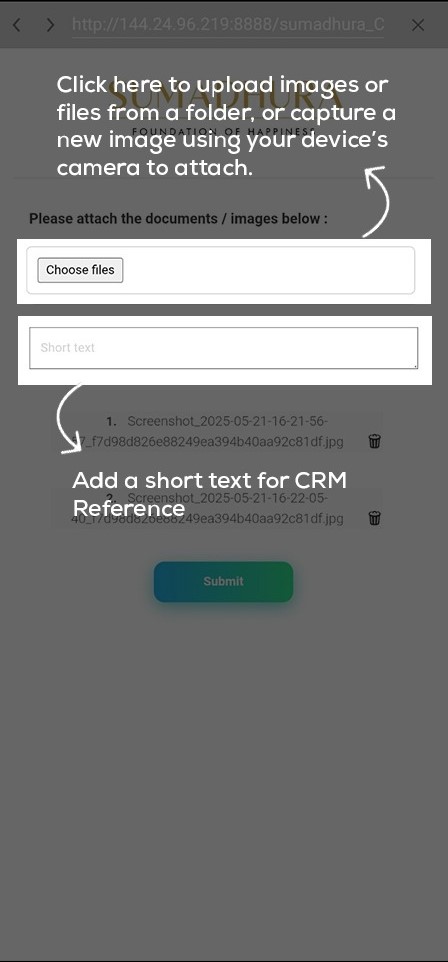 http://144.24.96.219:8888/sumadhura_C
SUMADHURA
FOUNDATION OF HAPPINESS
Click here to upload images or
files from a folder, or capture a
new image using your device's
camera to attach.
Please attach the documents / images below :
Choose files
Short text
1. Screenshot_2025-05-21-16-21-56-
_f7d98d826e88249ea394b40aa92c81df.jpg
Add a short text for CRM
Reference
2. Screenshot_2025-05-21-16-22-05-
40_f7d98d826e88249ea394b40aa92c81df.jpg
Submit